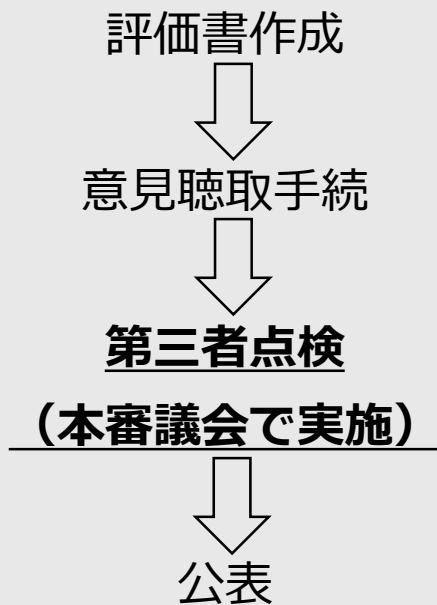 評価書作成
意見聴取手続
第三者点検
（本審議会で実施）
公表